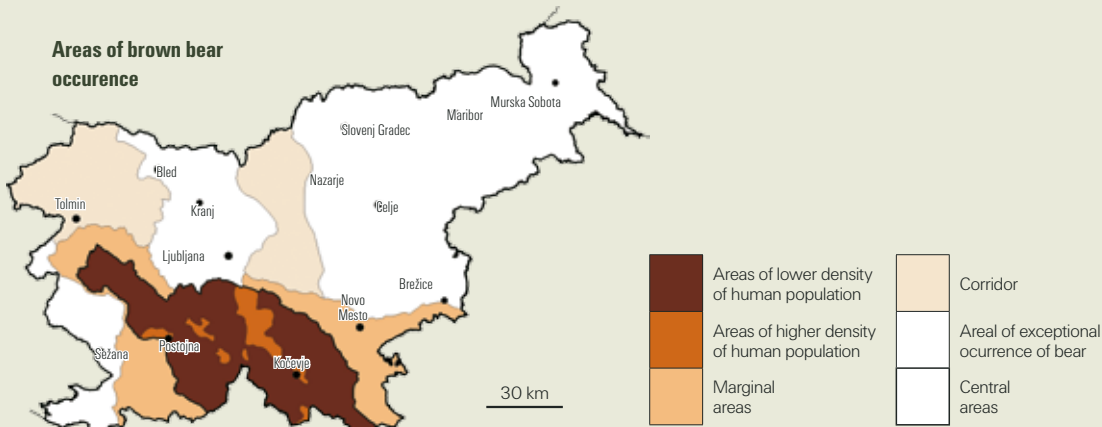 Areas of brown bear
occurence
Murska Sobota
Maribor
Slovenj Gradec
Bled
Nazarje
Tolmin
Kranj
Celje
Ljubljana
Brežice
Novo
Mesto
Postojna
Sežana
Kočevje
30 km
Areas of lower density
of human population
Areas of higher density
of human population
Marginal
areas
Corridor
Areal of exceptional
ocurrence of bear
Central
areas